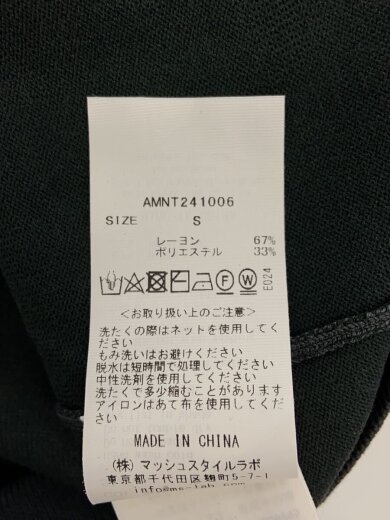 AMNT241006
SIZE S
レーヨン 67%
ポリエステル 33%
F W E024
<お取り扱い上のご注意>
洗たくの際はネットを使用してくだ
さい
もみ洗いはお避けください
脱水は短時間で処理してください
中性洗剤を使用してください
洗たくで多少縮むことがあります
アイロンはあて布を使用してください
MADE IN CHINA
(株)マッシュスタイルラボ
東京都千代田区麹町5-7-1
info@ms-lab.com